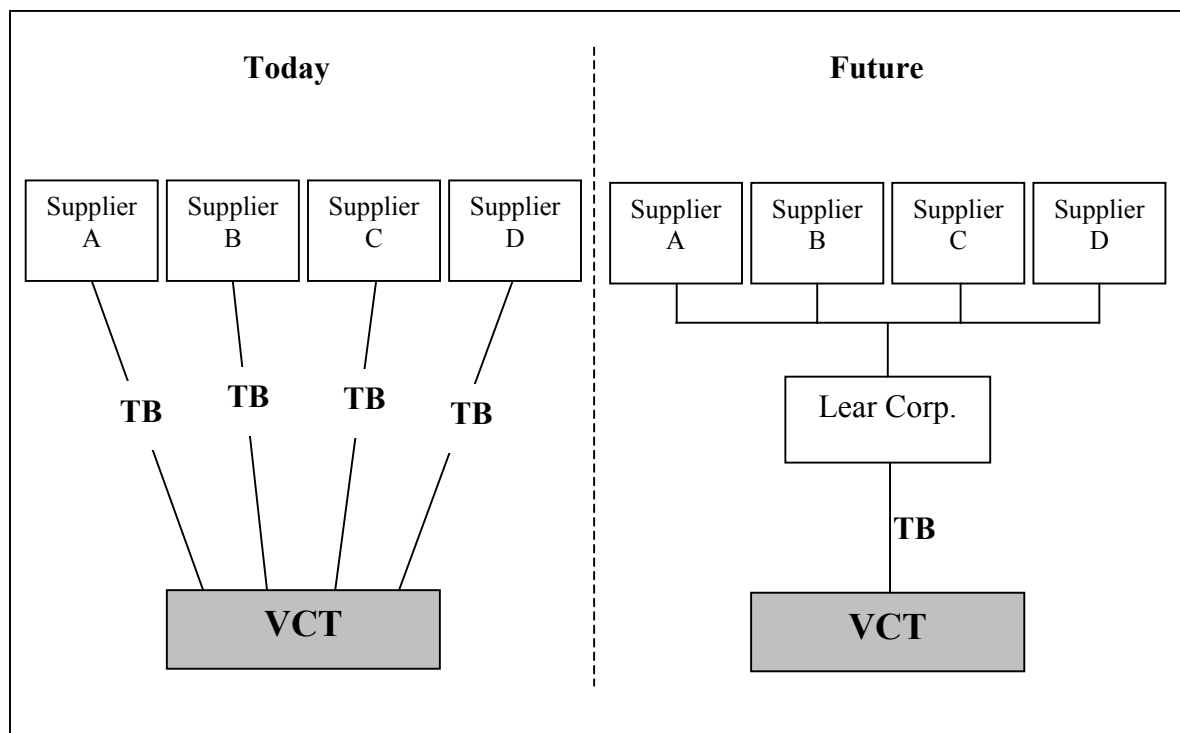 Today
Supplier
A
Supplier
B
Supplier
C
Supplier
D
TB
TB
TB
TB
VCT
Future
Supplier
A
Supplier
B
Supplier
C
Supplier
D
Lear Corp.
TB
VCT